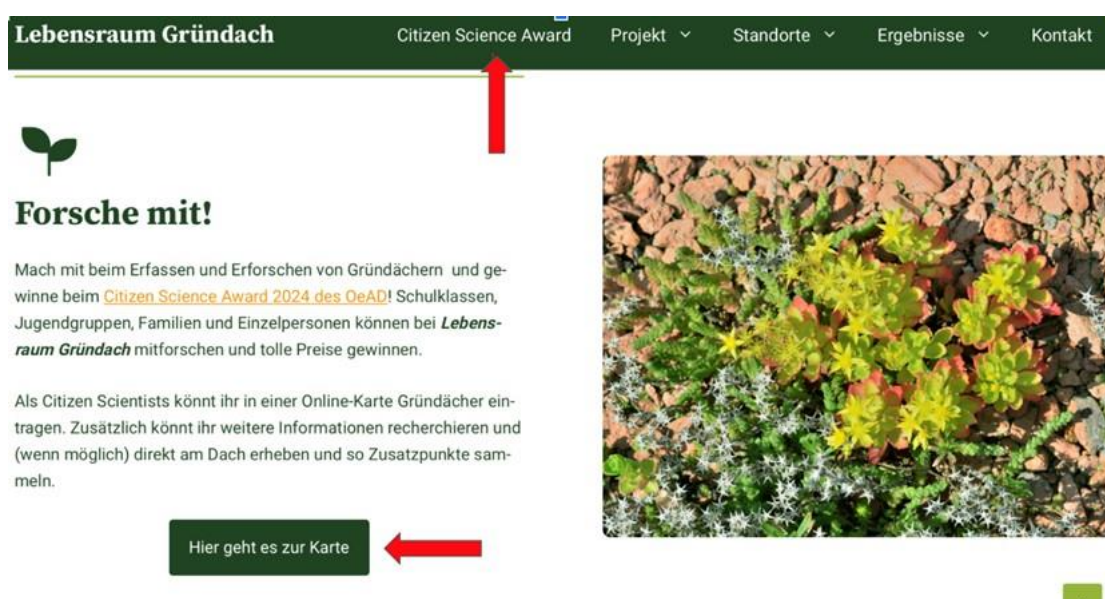 Lebensraum Gründach
Citizen Science Award Projekt Standorte Ergebnisse Kontakt
Forsche mit!
Mach mit beim Erfassen und Erforschen von Gründächern und ge-
winne beim Citizen Science Award 2024 des OeAD! Schulklassen,
Jugendgruppen, Familien und Einzelpersonen können bei Lebens-
raum Gründach mitforschen und tolle Preise gewinnen.
Als Citizen Scientists könnt ihr in einer Online-Karte Gründächer ein-
tragen. Zusätzlich könnt ihr weitere Informationen recherchieren und
(wenn möglich) direkt am Dach erheben und so Zusatzpunkte sam-
meln.
Hier geht es zur Karte